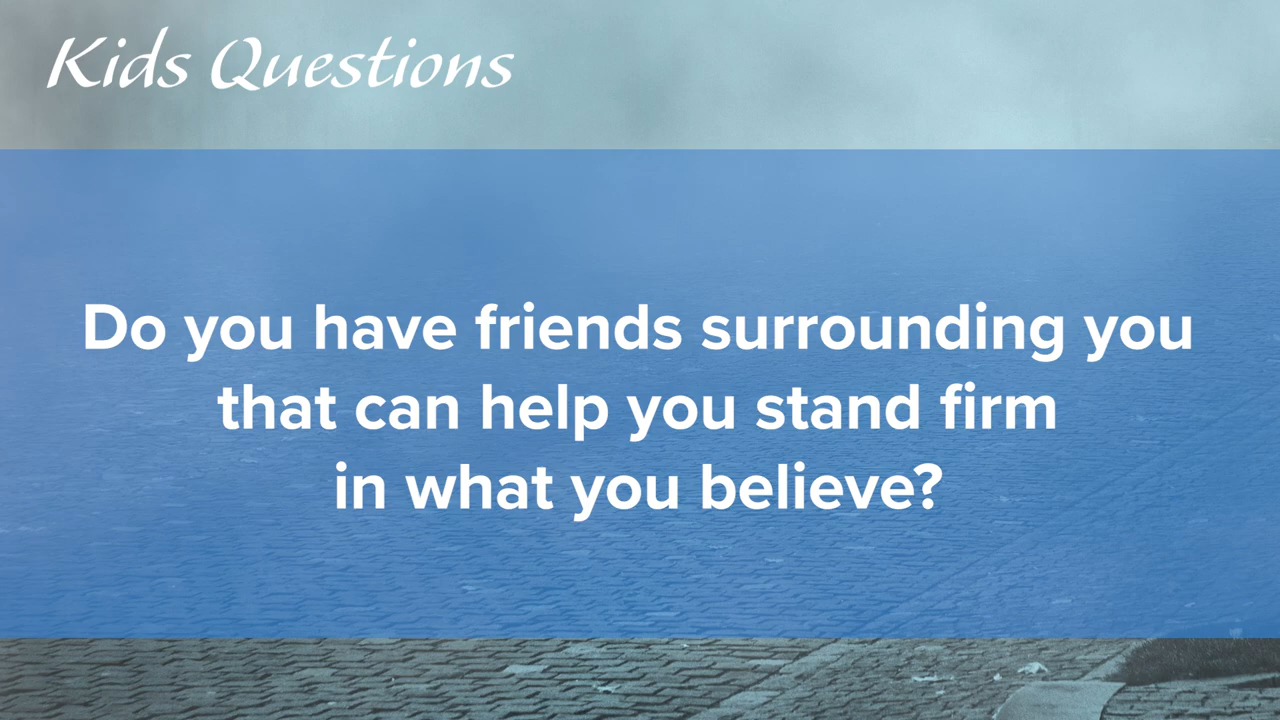 Kids Questions
Do you have friends surrounding you
that can help you stand firm
in what you believe?